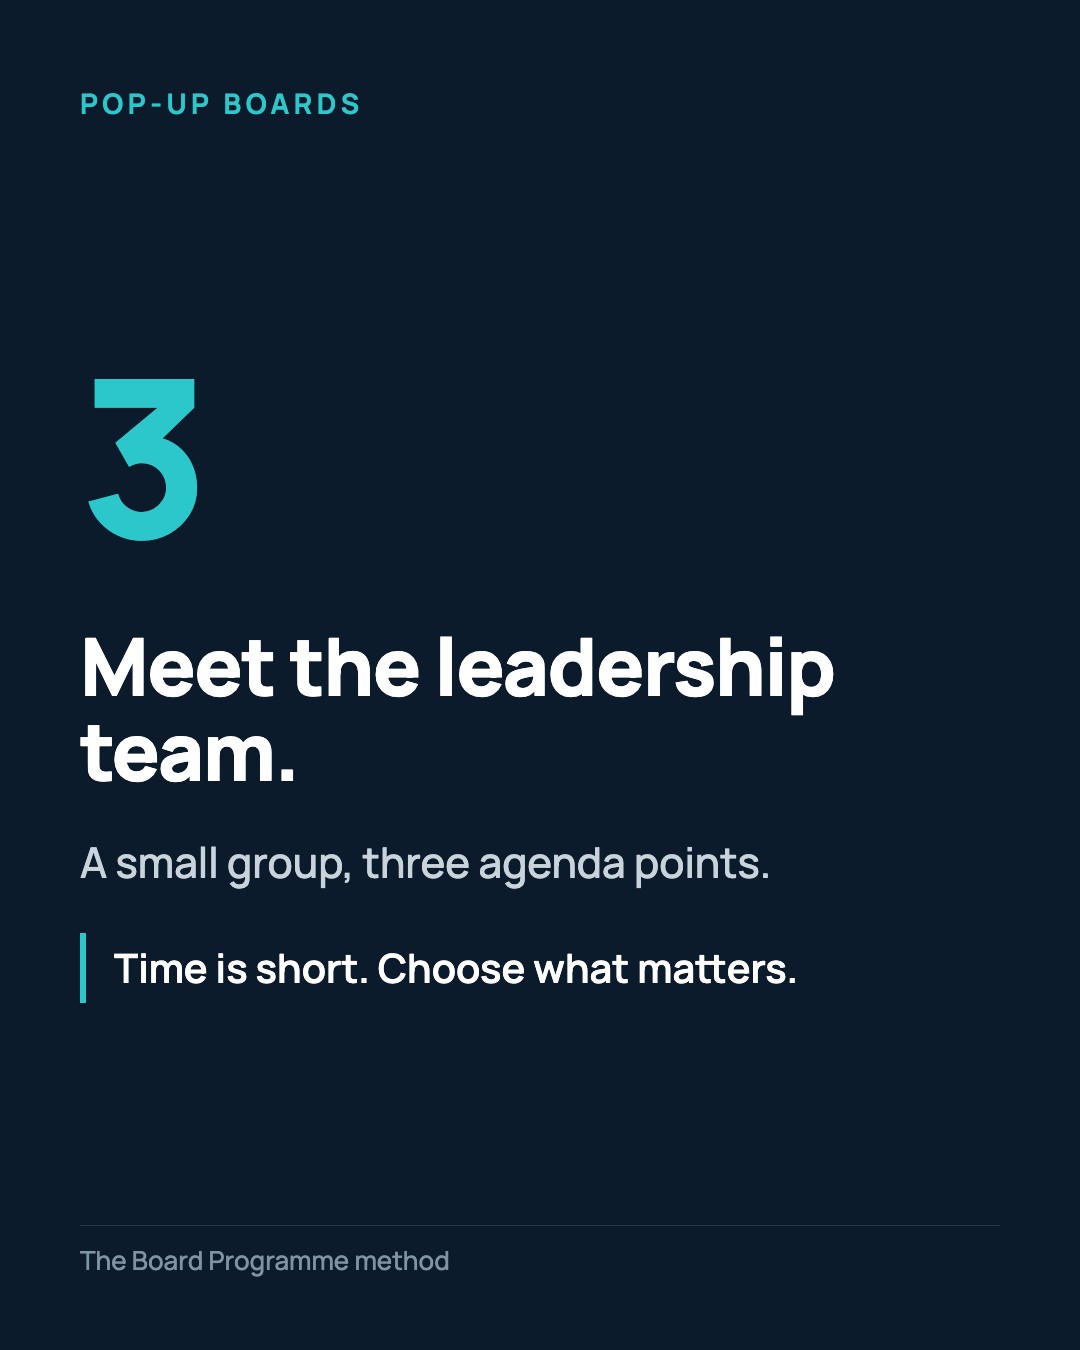 POP-UP BOARDS
3
Meet the leadership
team.
A small group, three agenda points.
Time is short. Choose what matters.
The Board Programme method